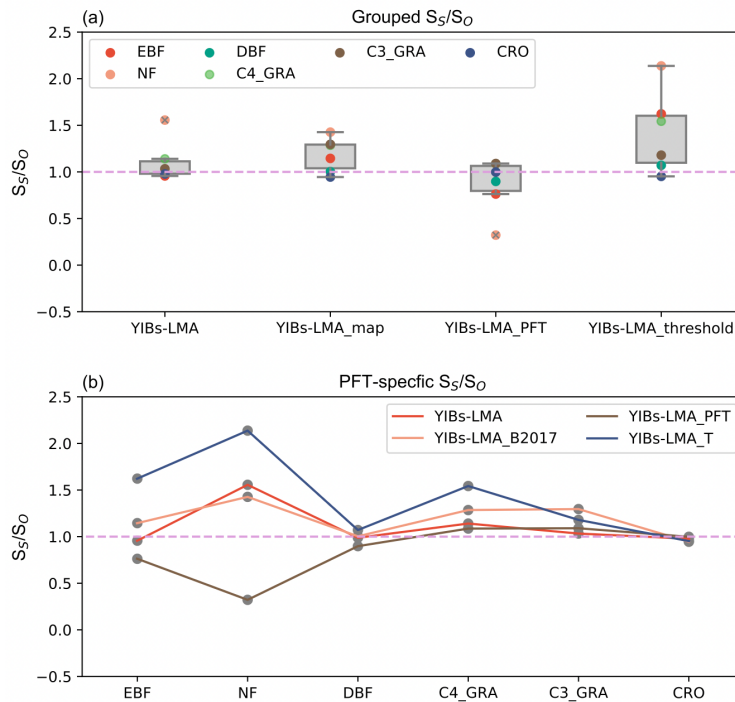 (a) Grouped S_S/S_O
EBF DBF C3_GRA CRO
NF C4_GRA
S_S/S_O
2.5
2.0
1.5
1.0
0.5
0.0
−0.5
YIBs-LMA YIBs-LMA_map YIBs-LMA_PFT YIBs-LMA_threshold
(b) PFT-specfic S_S/S_O
YIBs-LMA YIBs-LMA_PFT
YIBs-LMA_B2017 YIBs-LMA_T
S_S/S_O
2.5
2.0
1.5
1.0
0.5
0.0
−0.5
EBF NF DBF C4_GRA C3_GRA CRO